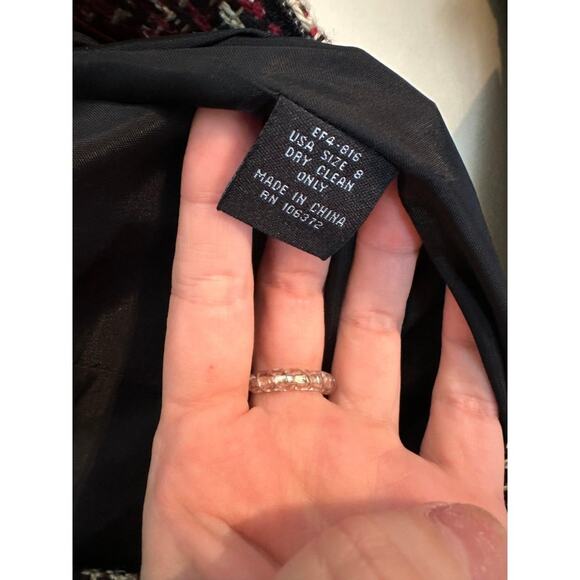 EF4-816
USA SIZE 8
DRY CLEAN
ONLY
MADE IN CHINA
RN 106372